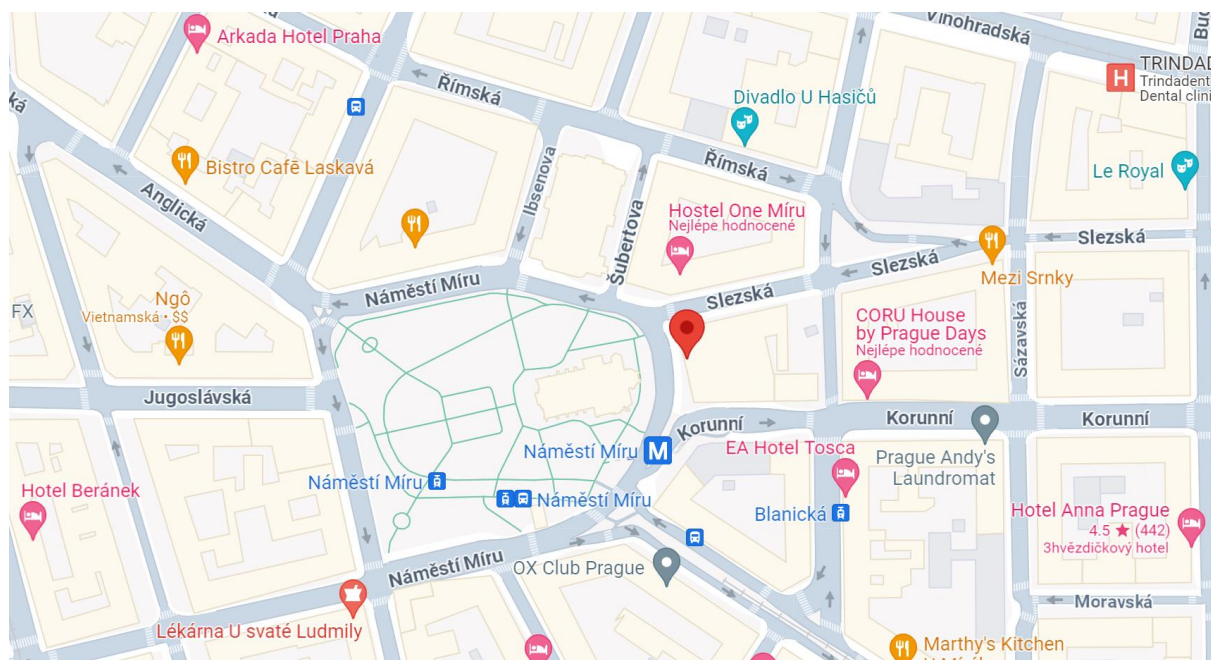 Arkada Hotel Praha
Římská
Vinohradská
TRINDAD
Trindadent
Dental clini
Divadlo U Hasičů
Bistro Cafē Laskavá
Anglická
Ibsenova
Římská
Le Royal
Hostel One Míru
Nejlépe hodnocené
Šubertova
Slezská
Slezská
Mezi Srnky
Náměstí Míru
Slezská
FX
Ngô
Vietnamská • $$
CORU House
by Prague Days
Nejlépe hodnocené
Sázavská
Jugoslávská
Korunní
Korunní
Korunní
Náměstí Míru
M
EA Hotel Tosca
Prague Andy's
Laundromat
Náměstí Míru
Náměstí Míru
Hotel Beránek
Blanická
Hotel Anna Prague
4.5 ★ (442)
3hvězdičkový hotel
Náměstí Míru
OX Club Prague
Moravská
Lékárna U svaté Ludmily
Marthy's Kitchen